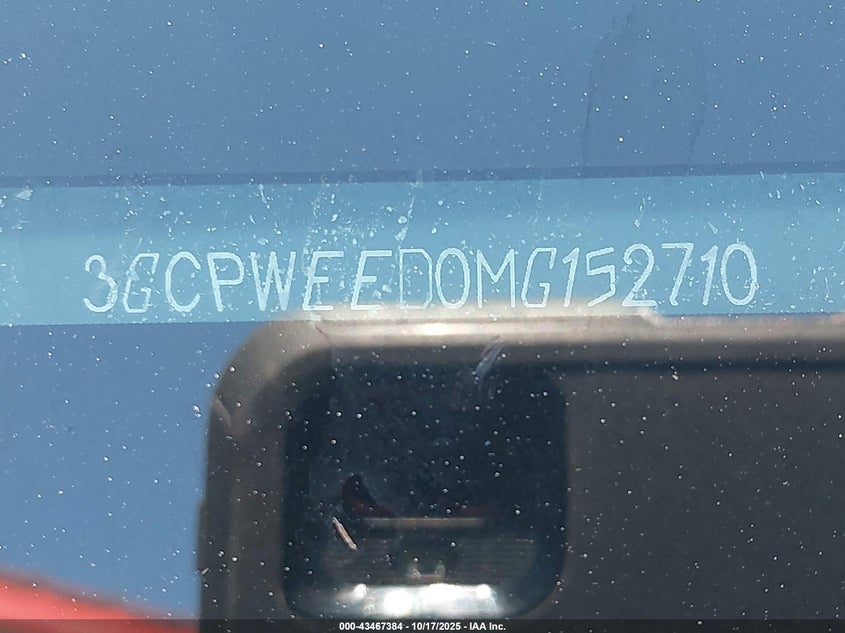 3GCPWEED0MG152710
000-43467384 - 10/17/2025 - IAA Inc.